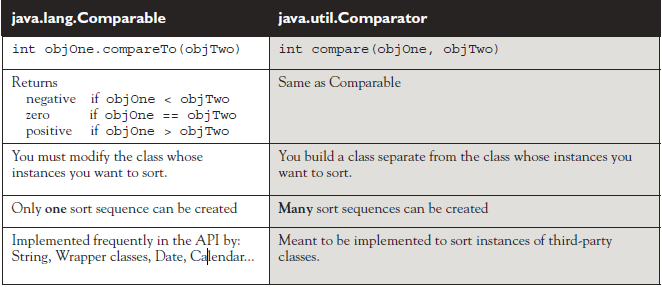 java.lang.Comparable
java.util.Comparator
int objOne.compareTo(objTwo)
int compare(objOne, objTwo)
Returns
negative if objOne < objTwo
zero if objOne == objTwo
positive if objOne > objTwo
Same as Comparable
You must modify the class whose
instances you want to sort.
You build a class separate from the class whose instances you
want to sort.
Only one sort sequence can be created
Many sort sequences can be created
Implemented frequently in the API by:
String, Wrapper classes, Date, Calendar...
Meant to be implemented to sort instances of third-party
classes.